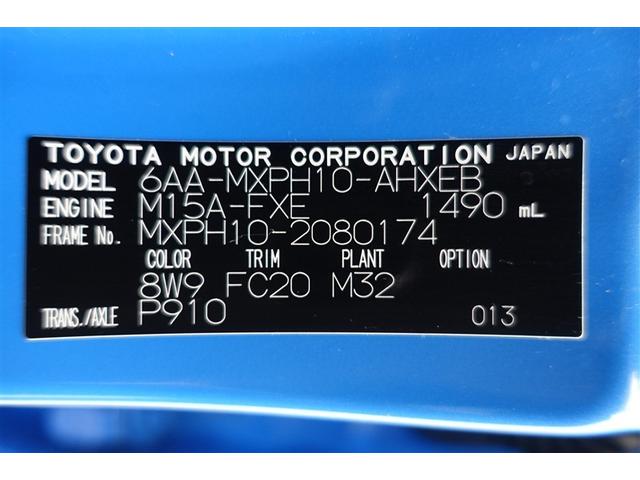 TOYOTA MOTOR CORPORATION JAPAN
MODEL 6AA-MXPH10-AHXEB
ENGINE M15A-FXE 1490 mL
FRAME No. MXPH10-2080174
COLOR TRIM PLANT OPTION
8W9 FC20 M32
TRANS./AXLE P910 013